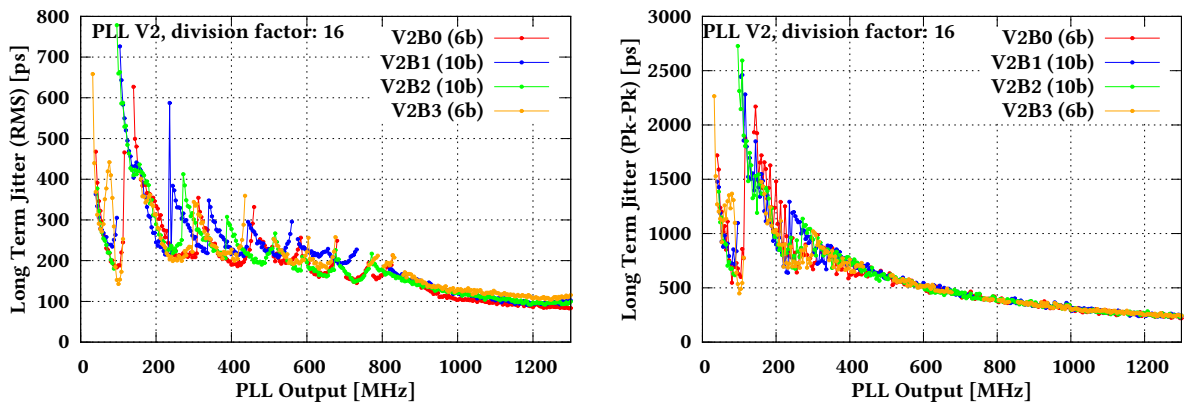 PLL V2, division factor: 16
V2B0 (6b)
V2B1 (10b)
V2B2 (10b)
V2B3 (6b)
Long Term Jitter (RMS) [ps]
800
700
600
500
400
300
200
100
0
0 200 400 600 800 1000 1200
PLL Output [MHz]
PLL V2, division factor: 16
V2B0 (6b)
V2B1 (10b)
V2B2 (10b)
V2B3 (6b)
Long Term Jitter (Pk-Pk) [ps]
3000
2500
2000
1500
1000
500
0
0 200 400 600 800 1000 1200
PLL Output [MHz]